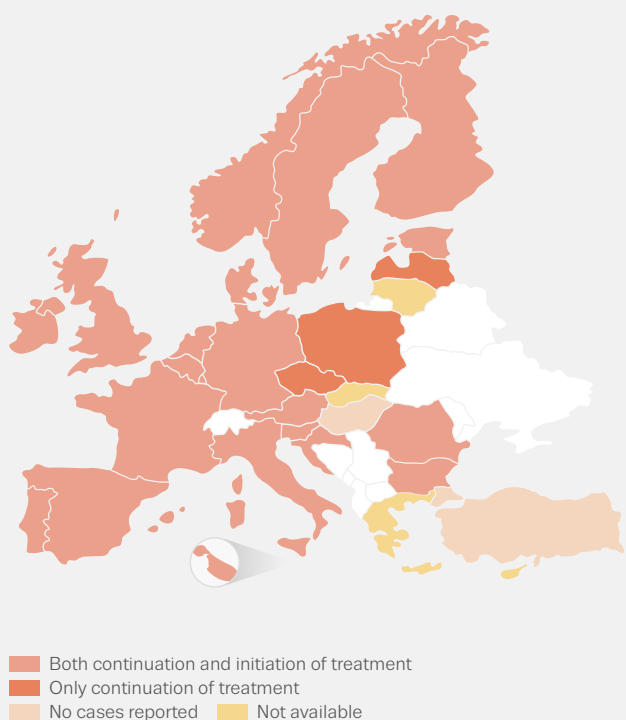 Both continuation and initiation of treatment
Only continuation of treatment
No cases reported Not available